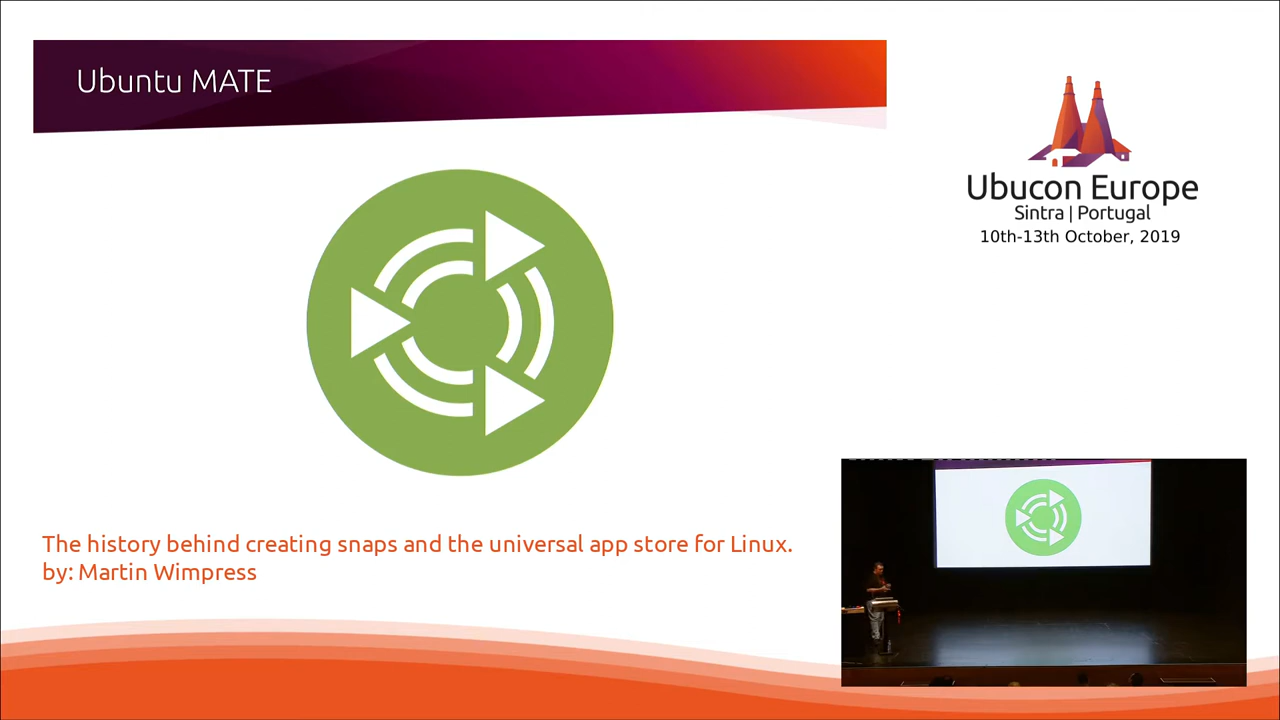 Ubuntu MATE
Ubucon Europe
Sintra | Portugal
10th-13th October, 2019
The history behind creating snaps and the universal app store for Linux.
by: Martin Wimpress